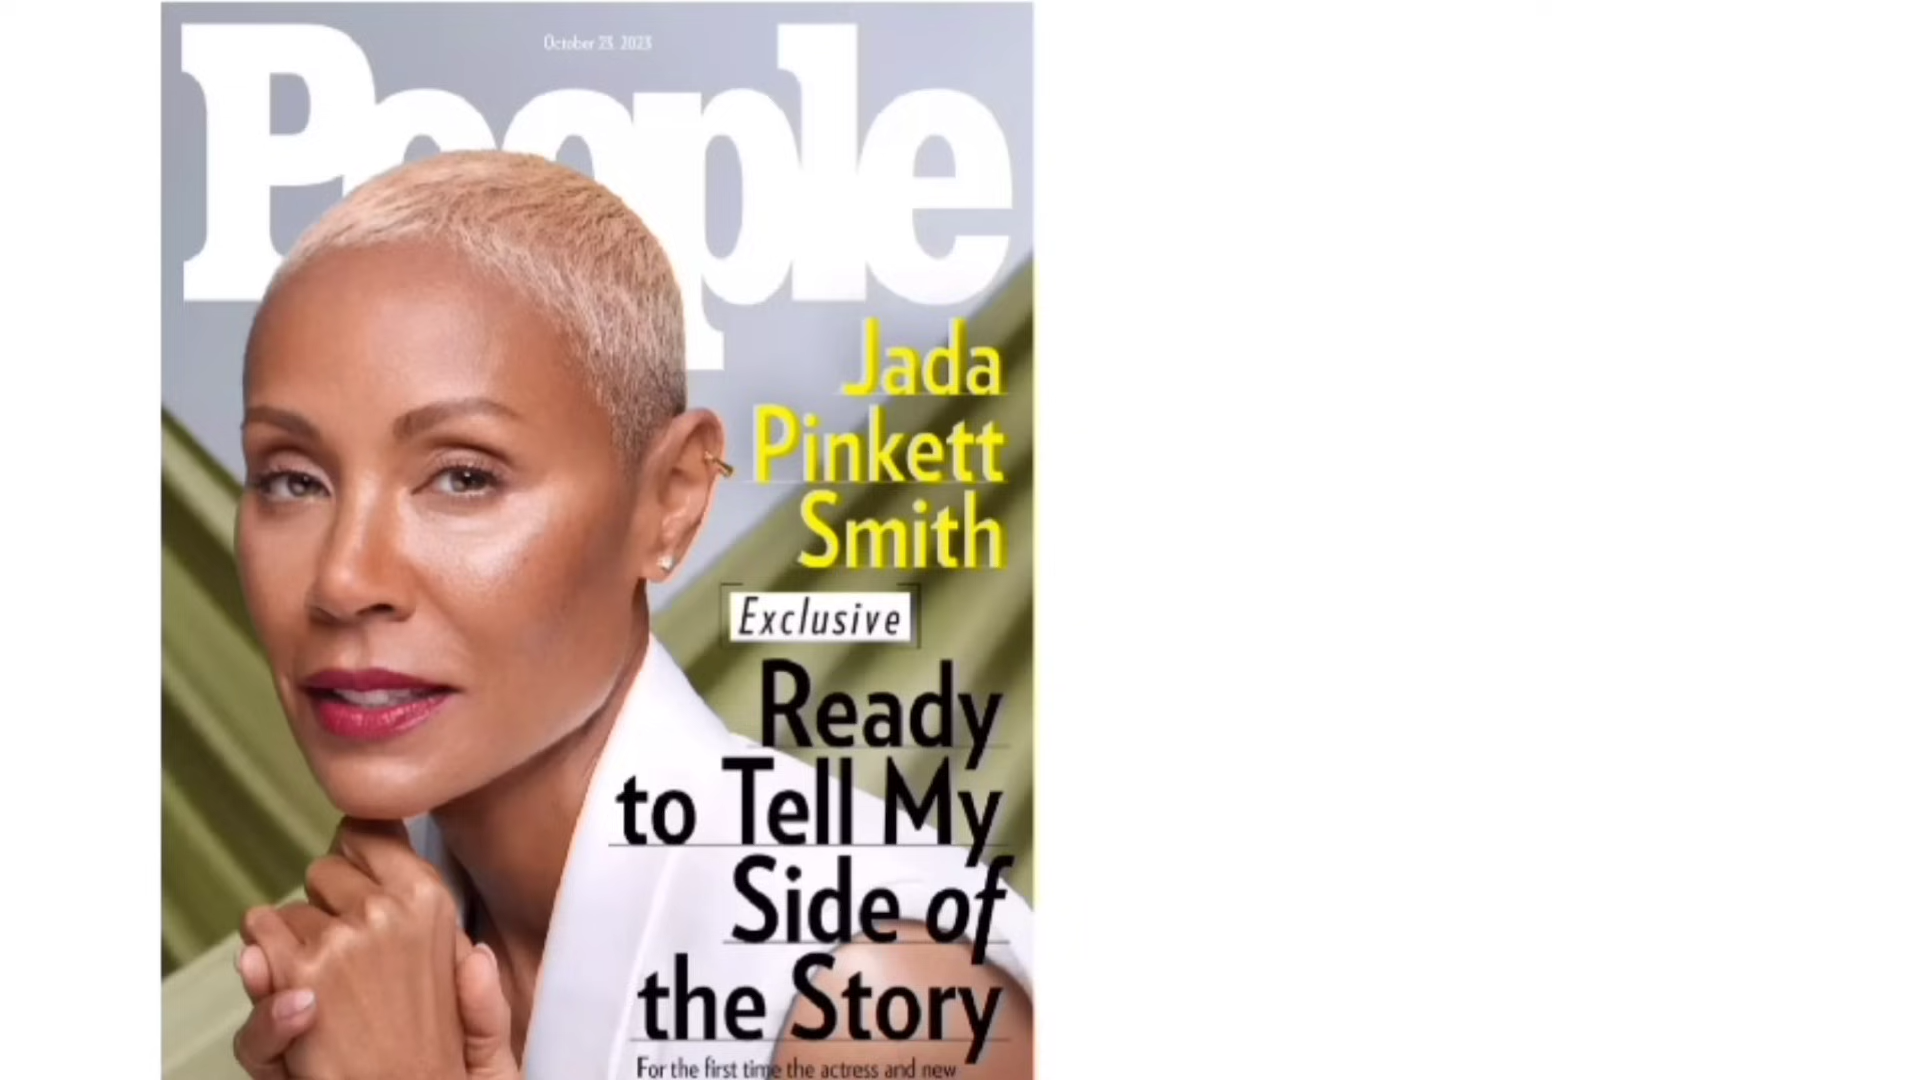 October 23, 2023
People
Jada
Pinkett
Smith
Exclusive
Ready
to Tell My
Side of
the Story
For the first time the actress and new